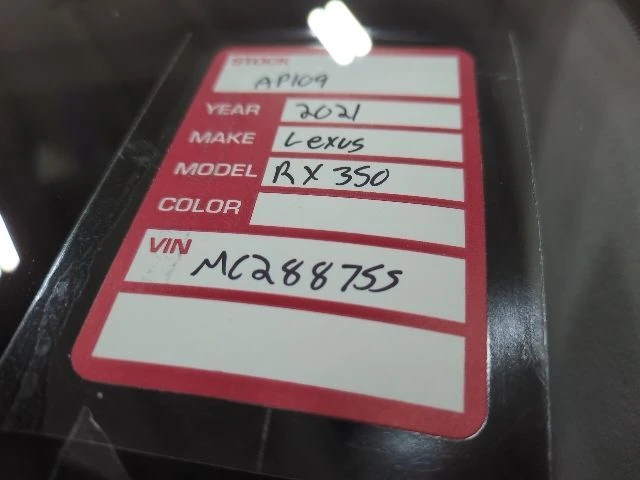 STOCK
AP109
YEAR 2021
MAKE Lexus
MODEL RX 350
COLOR
VIN
MC288755